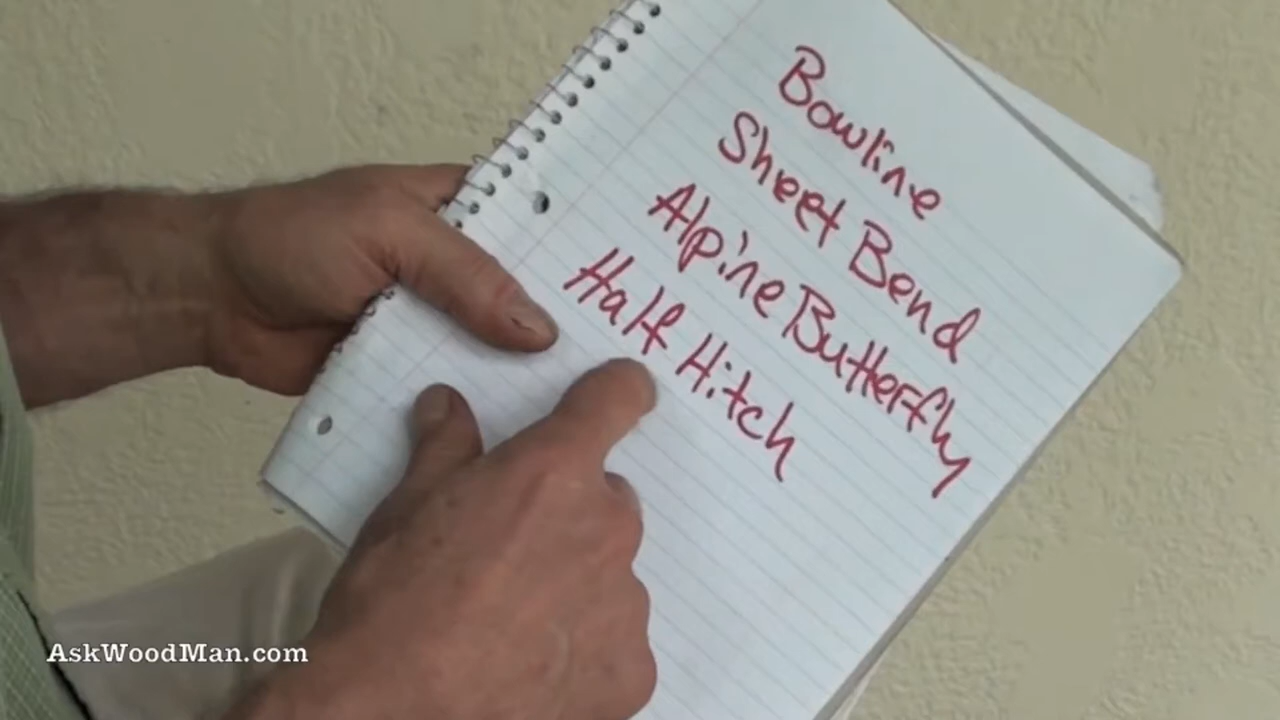 Bowline
Sheet Bend
Alpine Butterfly
Half Hitch
AskWoodMan.com